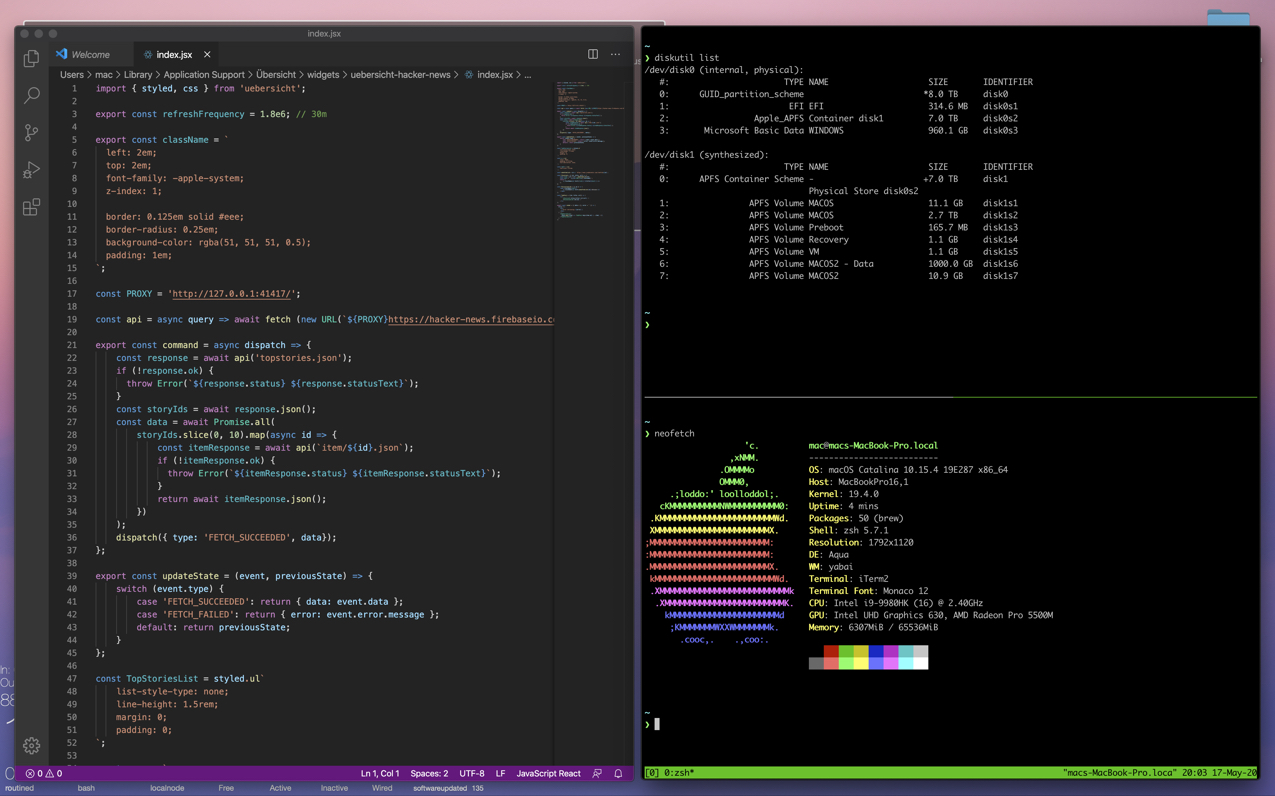 index.jsx
Welcome
index.jsx ×
Users > mac > Library > Application Support > Übersicht > widgets > uebersicht-hacker-news > index.jsx > ...
1 import { styled, css } from 'uebersicht';
2
3 export const refreshFrequency = 1.8e6; // 30m
4
5 export const className = `
6 left: 2em;
7 top: 2em;
8 font-family: -apple-system;
9 z-index: 1;
10
11 border: 0.125em solid #eee;
12 border-radius: 0.25em;
13 background-color: rgba(51, 51, 51, 0.5);
14 padding: 1em;
15 `;
16
17 const PROXY = 'http://127.0.0.1:41417/';
18
19 const api = async query => await fetch (new URL(`${PROXY}https://hacker-news.firebaseio.co
20
21 export const command = async dispatch => {
22 const response = await api('topstories.json');
23 if (!response.ok) {
24 throw Error(`${response.status} ${response.statusText}`);
25 }
26 const storyIds = await response.json();
27 const data = await Promise.all(
28 storyIds.slice(0, 10).map(async id => {
29 const itemResponse = await api(`item/${id}.json`);
30 if (!itemResponse.ok) {
31 throw Error(`${itemResponse.status} ${itemResponse.statusText}`);
32 }
33 return await itemResponse.json();
34 })
35 );
36 dispatch({ type: 'FETCH_SUCCEEDED', data});
37 };
38
39 export const updateState = (event, previousState) => {
40 switch (event.type) {
41 case 'FETCH_SUCCEEDED': return { data: event.data };
42 case 'FETCH_FAILED': return { error: event.error.message };
43 default: return previousState;
44 }
45 };
46
47 const TopStoriesList = styled.ul`
48 list-style-type: none;
49 line-height: 1.5rem;
50 margin: 0;
51 padding: 0;
52 `;
53
0 0
Ln 1, Col 1 Spaces: 2 UTF-8 LF JavaScript React
routined bash localnode Free Active Inactive Wired softwareupdated 135
~
❯ diskutil list
/dev/disk0 (internal, physical):
#: TYPE NAME SIZE IDENTIFIER
0: GUID_partition_scheme *8.0 TB disk0
1: EFI EFI 314.6 MB disk0s1
2: Apple_APFS Container disk1 7.0 TB disk0s2
3: Microsoft Basic Data WINDOWS 960.1 GB disk0s3
/dev/disk1 (synthesized):
#: TYPE NAME SIZE IDENTIFIER
0: APFS Container Scheme - +7.0 TB disk1
Physical Store disk0s2
1: APFS Volume MACOS 11.1 GB disk1s1
2: APFS Volume MACOS 2.7 TB disk1s2
3: APFS Volume Preboot 165.7 MB disk1s3
4: APFS Volume Recovery 1.1 GB disk1s4
5: APFS Volume VM 1.1 GB disk1s5
6: APFS Volume MACOS2 - Data 1000.0 GB disk1s6
7: APFS Volume MACOS2 10.9 GB disk1s7
~
❯
~
❯ neofetch
mac@macs-MacBook-Pro.local
--------------------------
OS: macOS Catalina 10.15.4 19E287 x86_64
Host: MacBookPro16,1
Kernel: 19.4.0
Uptime: 4 mins
Packages: 50 (brew)
Shell: zsh 5.7.1
Resolution: 1792x1120
DE: Aqua
WM: yabai
Terminal: iTerm2
Terminal Font: Monaco 12
CPU: Intel i9-9980HK (16) @ 2.40GHz
GPU: Intel UHD Graphics 630, AMD Radeon Pro 5500M
Memory: 6307MiB / 65536MiB
~
❯
[0] 0:zsh* "macs-MacBook-Pro.loca" 20:03 17-May-20